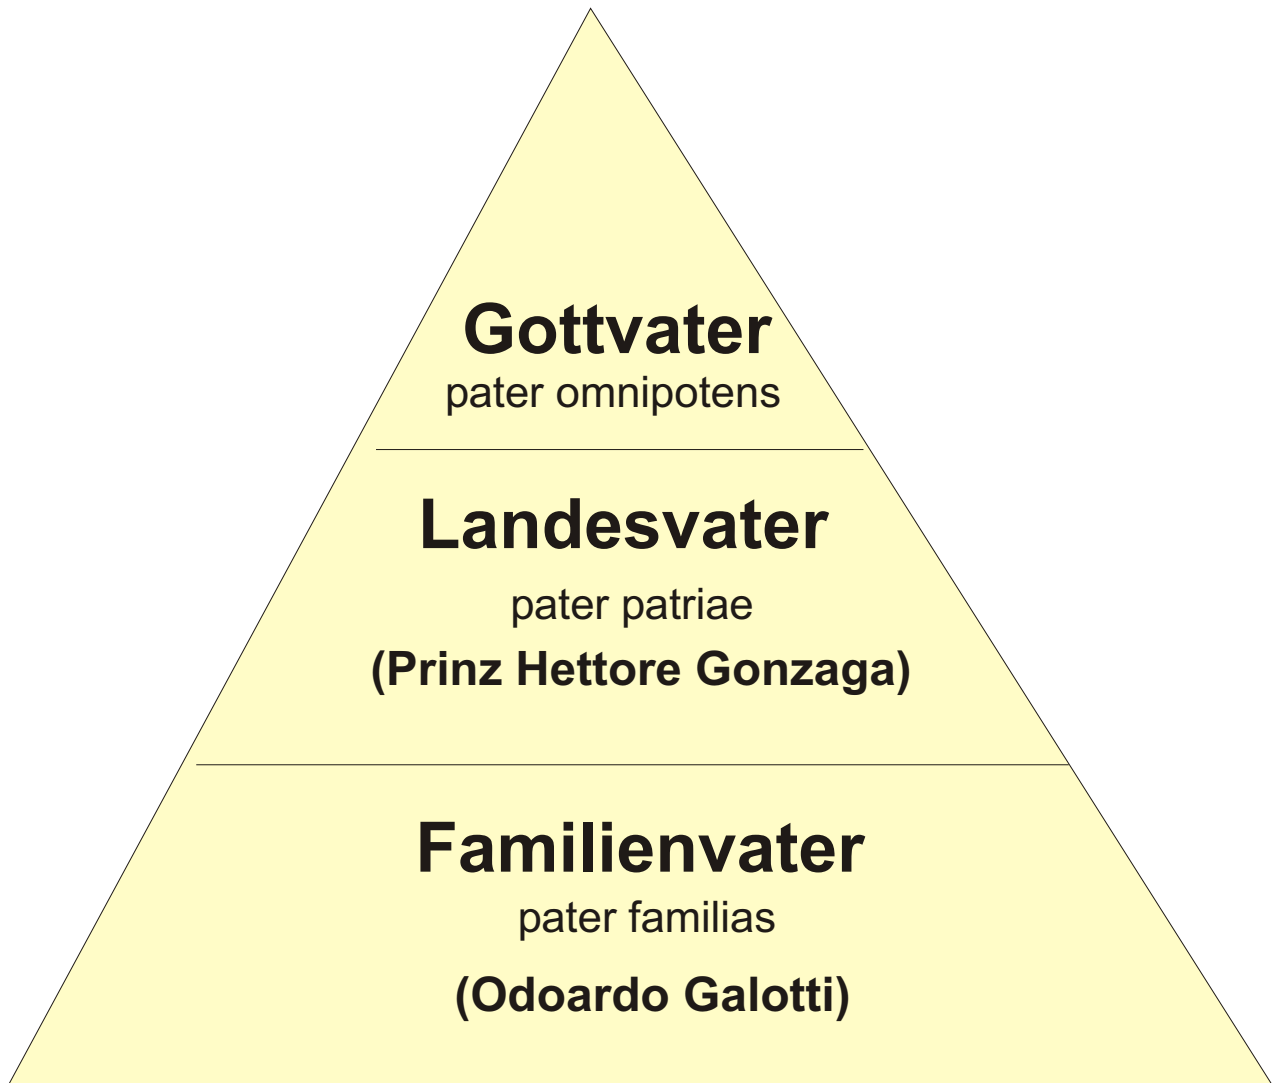 Gottvater
pater omnipotens
Landesvater
pater patriae
(Prinz Hettore Gonzaga)
Familienvater
pater familias
(Odoardo Galotti)